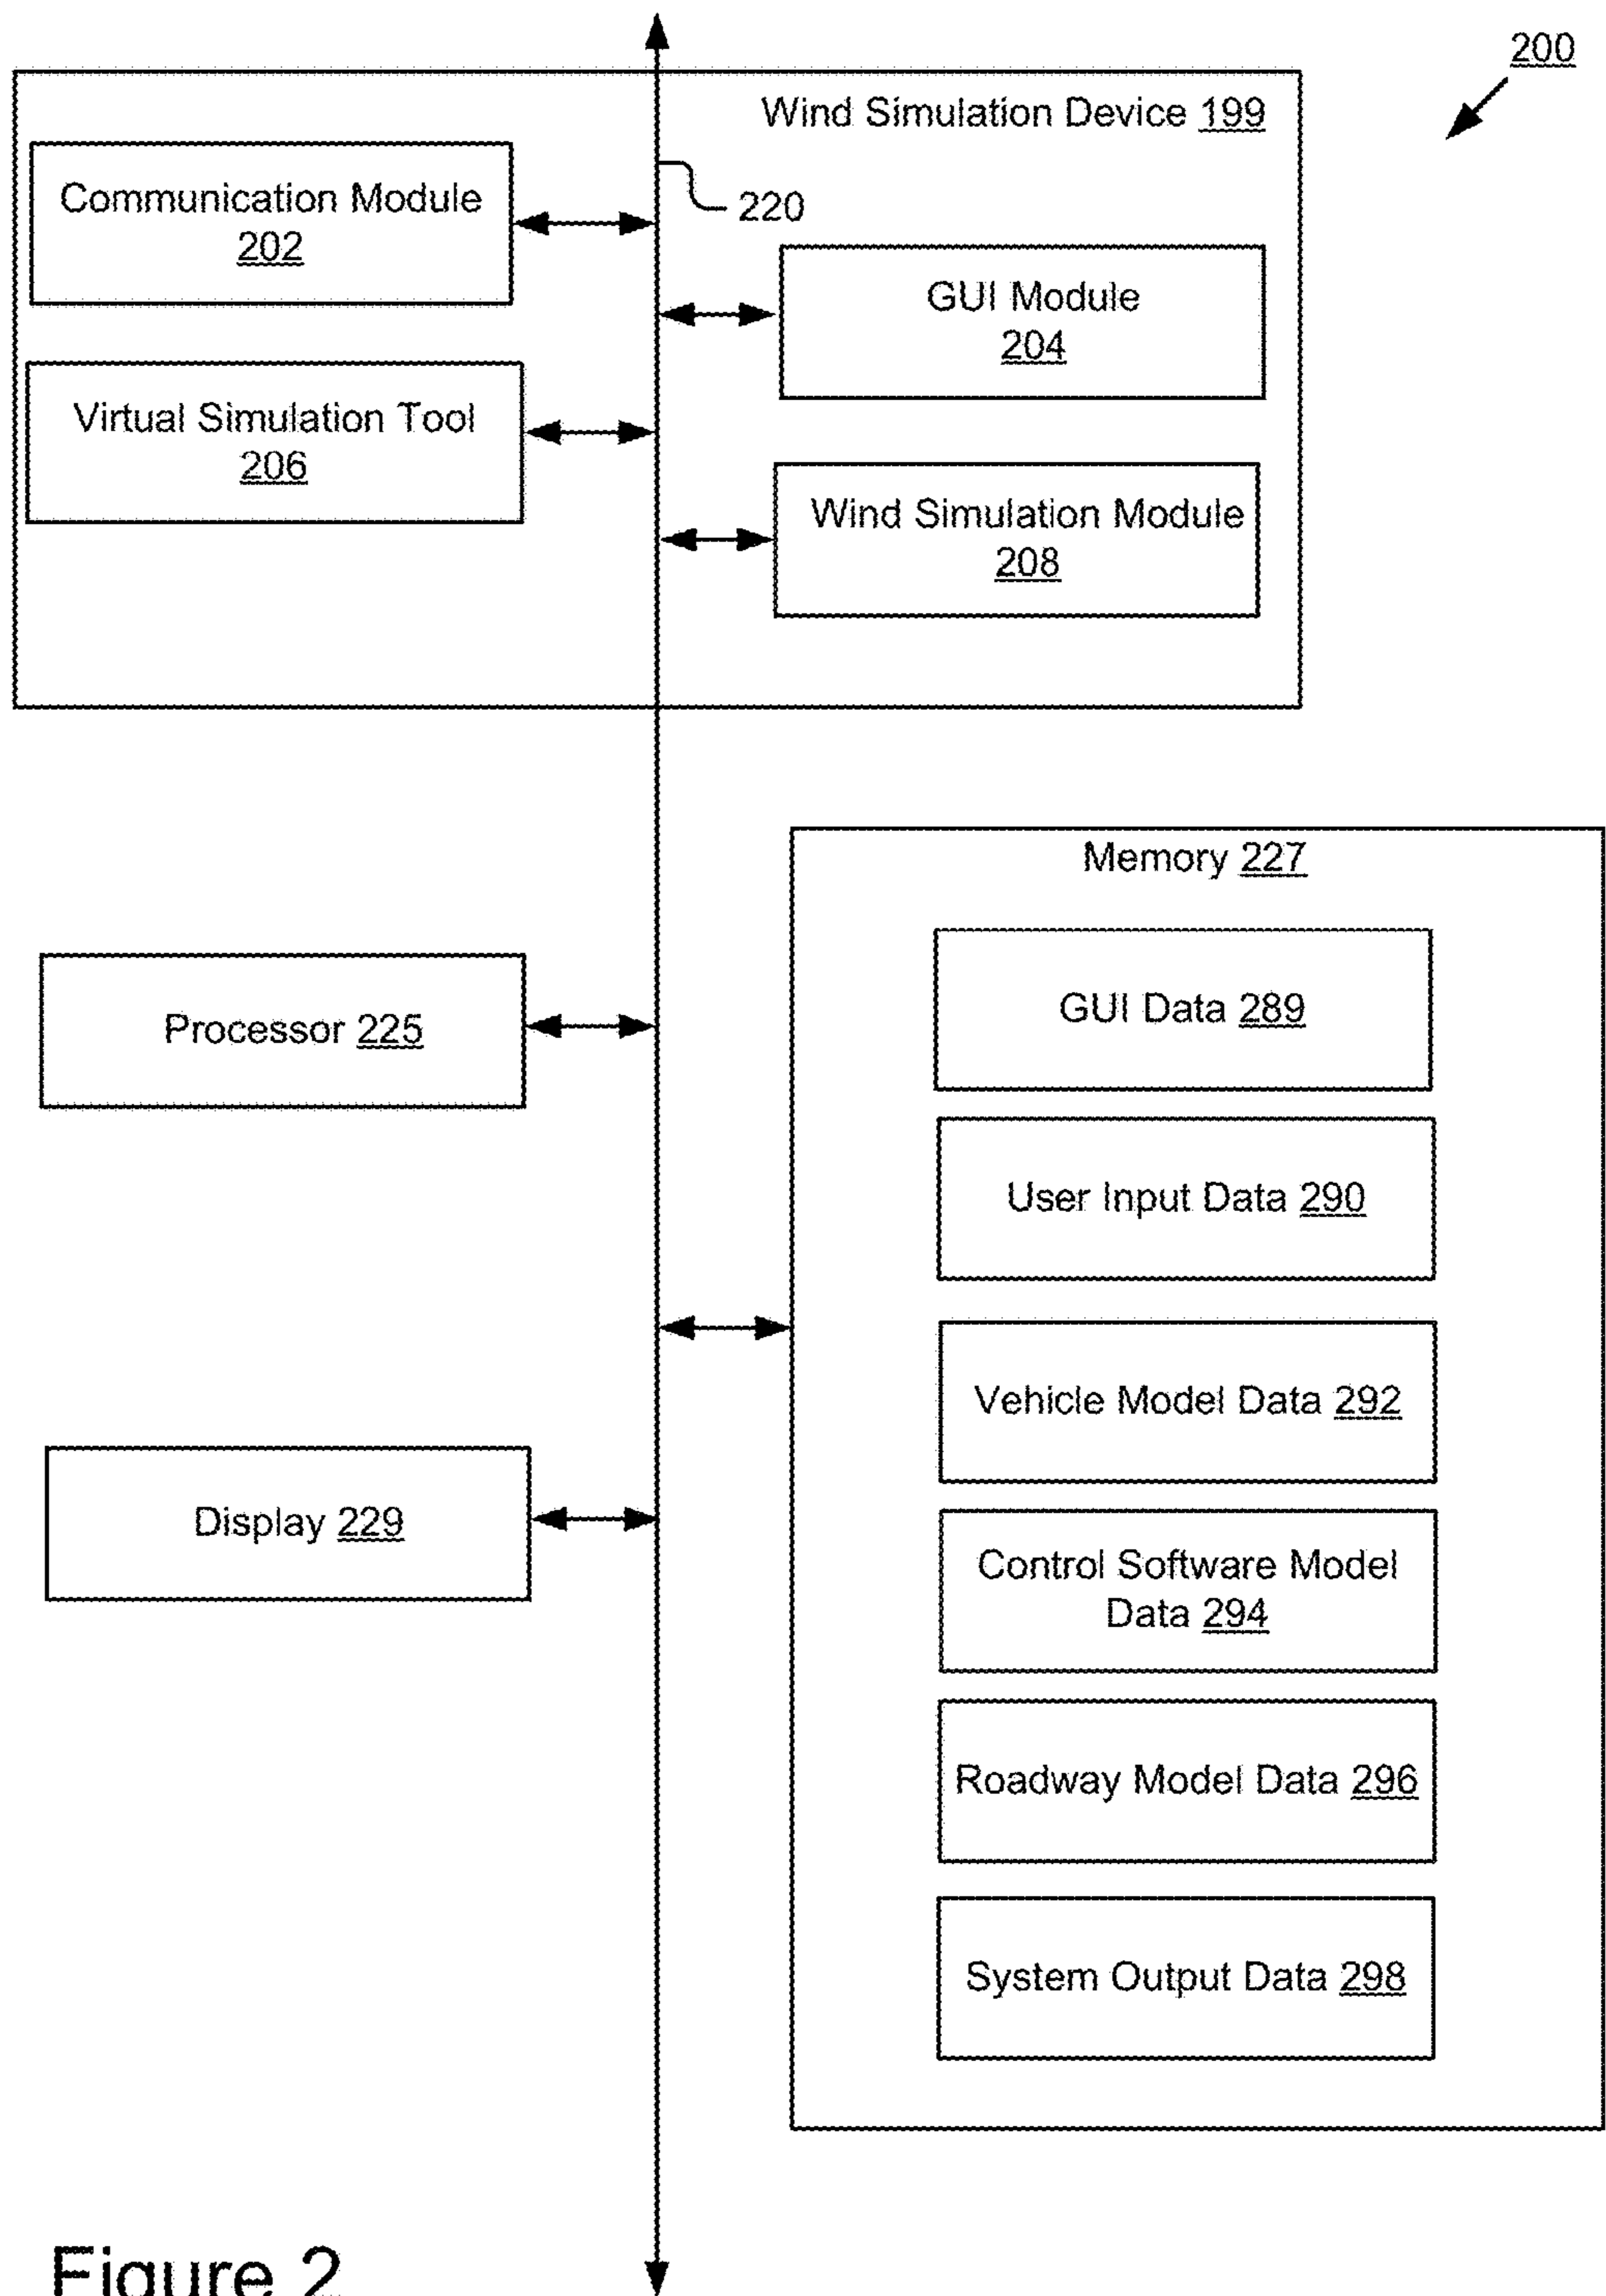 200
Wind Simulation Device 199
Communication Module
202
220
GUI Module
204
Virtual Simulation Tool
206
Wind Simulation Module
208
Memory 227
GUI Data 289
Processor 225
User Input Data 290
Vehicle Model Data 292
Display 229
Control Software Model
Data 294
Roadway Model Data 296
System Output Data 298
Figure 2